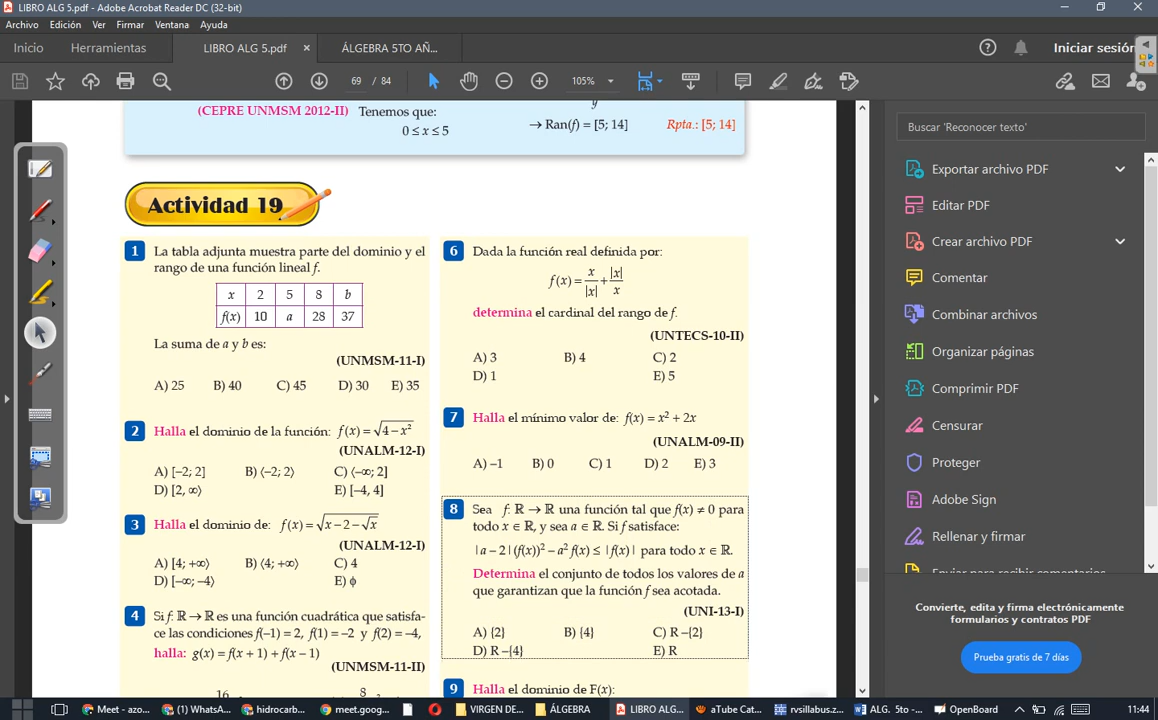 LIBRO ALG 5.pdf - Adobe Acrobat Reader DC (32-bit)
Archivo Edición Ver Firmar Ventana Ayuda
Inicio Herramientas LIBRO ALG 5.pdf × ÁLGEBRA 5TO AÑ... Iniciar sesión
69 / 84 105%
(CEPRE UNMSM 2012-II) Tenemos que:
0 ≤ x ≤ 5
y
→ Ran(f) = [5; 14] Rpta.: [5; 14]
Actividad 19
1 La tabla adjunta muestra parte del dominio y el
rango de una función lineal f.
x 2 5 8 b
f(x) 10 a 28 37
La suma de a y b es:
(UNMSM-11-I)
A) 25 B) 40 C) 45 D) 30 E) 35
2 Halla el dominio de la función: f(x) = √(4−x²)
(UNALM-12-I)
A) [−2; 2] B) ⟨−2; 2⟩ C) ⟨−∞; 2]
D) [2, ∞⟩ E) [−4, 4]
3 Halla el dominio de: f(x) = √(x−2−√x)
(UNALM-12-I)
A) [4; +∞⟩ B) ⟨4; +∞⟩ C) 4
D) [−∞; −4⟩ E) ϕ
4 Si f: ℝ → ℝ es una función cuadrática que satisfa-
ce las condiciones f(−1) = 2, f(1) = −2 y f(2) = −4,
halla: g(x) = f(x + 1) + f(x − 1)
(UNMSM-11-II)
16 8
6 Dada la función real definida por:
f(x) = x/|x| + |x|/x
determina el cardinal del rango de f.
(UNTECS-10-II)
A) 3 B) 4 C) 2
D) 1 E) 5
7 Halla el mínimo valor de: f(x) = x² + 2x
(UNALM-09-II)
A) −1 B) 0 C) 1 D) 2 E) 3
8 Sea f: ℝ → ℝ una función tal que f(x) ≠ 0 para
todo x ∈ ℝ, y sea a ∈ ℝ. Si f satisface:
|a − 2|(f(x))² − a² f(x) ≤ |f(x)| para todo x ∈ ℝ.
Determina el conjunto de todos los valores de a
que garantizan que la función f sea acotada.
(UNI-13-I)
A) {2} B) {4} C) R −{2}
D) R −{4} E) R
9 Halla el dominio de F(x):
Buscar 'Reconocer texto'
Exportar archivo PDF
Editar PDF
Crear archivo PDF
Comentar
Combinar archivos
Organizar páginas
Comprimir PDF
Censurar
Proteger
Adobe Sign
Rellenar y firmar
Enviar para recibir comentarios
Convierte, edita y firma electrónicamente
formularios y contratos PDF
Prueba gratis de 7 días
Meet - azo... (1) WhatsA... hidrocarb... meet.goog... VIRGEN DE... ÁLGEBRA LIBRO ALG... aTube Cat... rvsillabus.z... ALG. 5to -... OpenBoard ESP 11:44